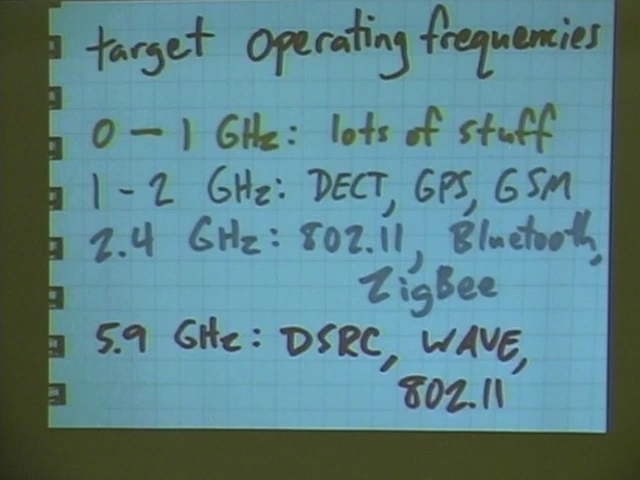 target operating frequencies
0 - 1 GHz: lots of stuff
1 - 2 GHz: DECT, GPS, GSM
2.4 GHz: 802.11, Bluetooth,
ZigBee
5.9 GHz: DSRC, WAVE,
802.11